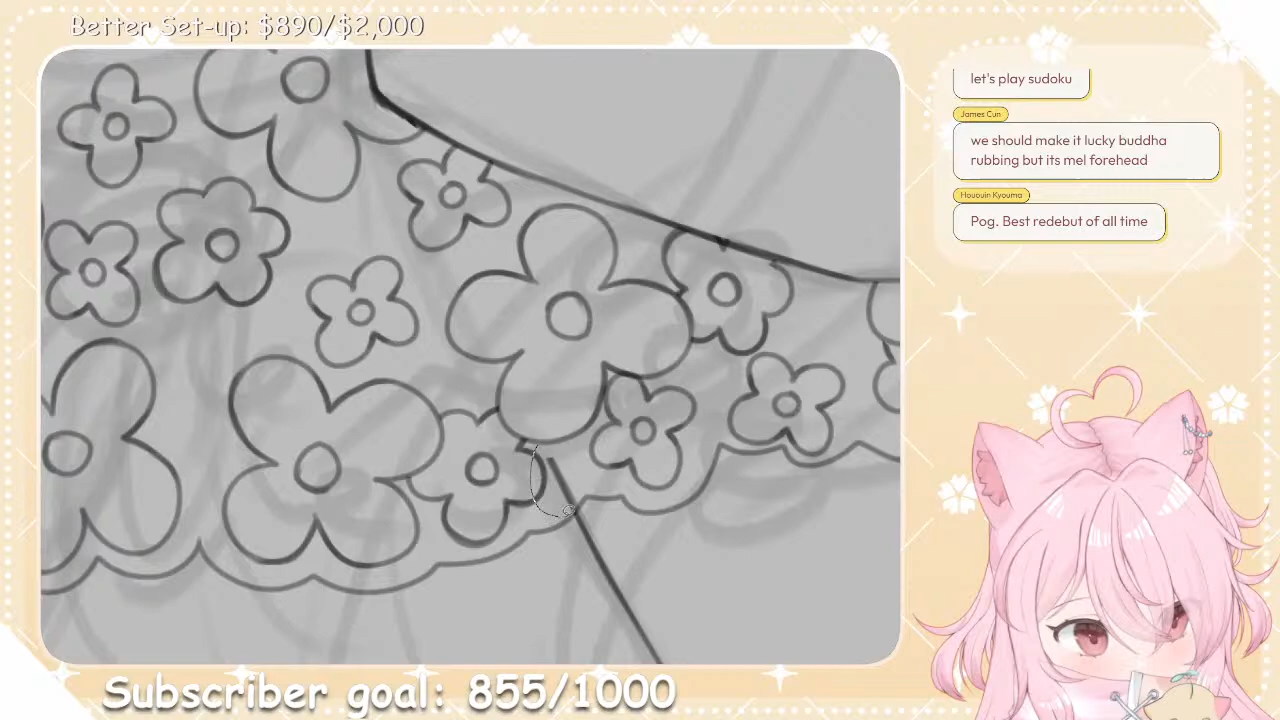 Better Set-up: $890/$2,000
let's play sudoku
James Cun
we should make it lucky buddha
rubbing but its mel forehead
Hououin Kyouma
Pog. Best redebut of all time
Subscriber goal: 855/1000